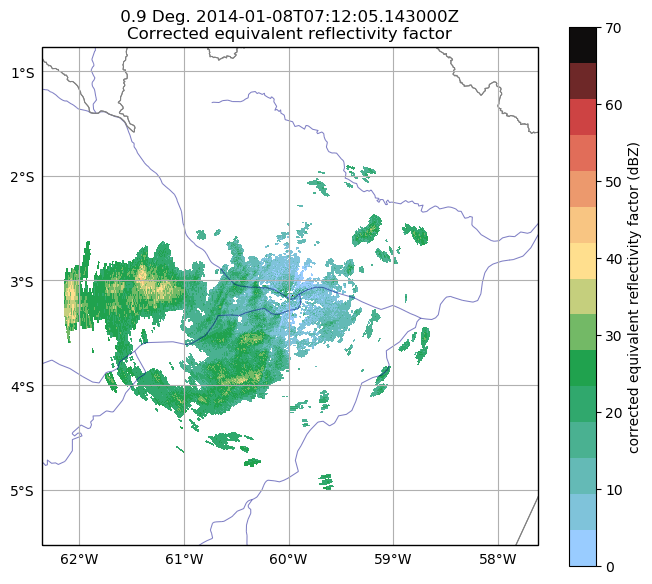 0.9 Deg. 2014-01-08T07:12:05.143000Z
Corrected equivalent reflectivity factor
1°S
2°S
3°S
4°S
5°S
62°W
61°W
60°W
59°W
58°W
70
60
50
40
30
20
10
0
corrected equivalent reflectivity factor (dBZ)